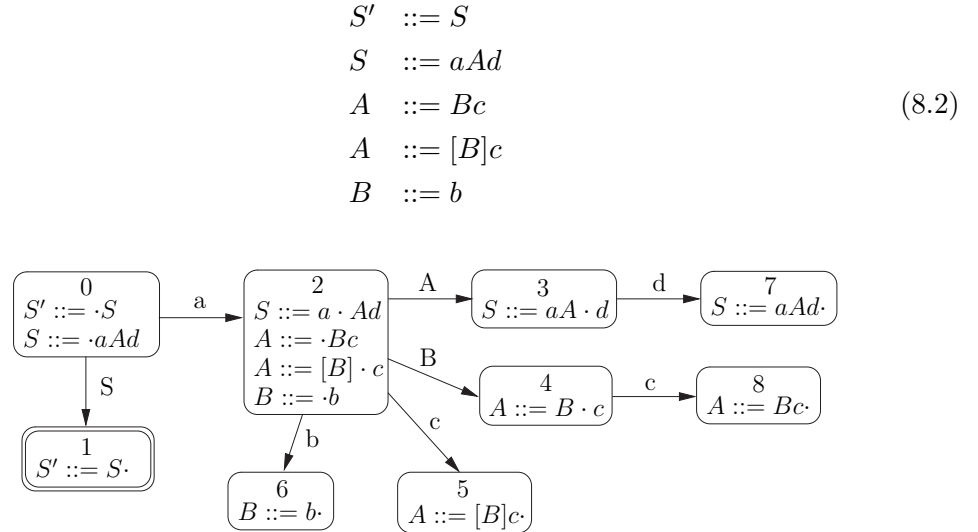 S′ ::= S
S ::= aAd
A ::= Bc (8.2)
A ::= [B]c
B ::= b
0
S′ ::= ·S
S ::= ·aAd
a
2
S ::= a · Ad
A ::= ·Bc
A ::= [B] · c
B ::= ·b
A
3
S ::= aA · d
d
7
S ::= aAd·
S
B
4
A ::= B · c
c
8
A ::= Bc·
b
c
1
S′ ::= S·
6
B ::= b·
5
A ::= [B]c·